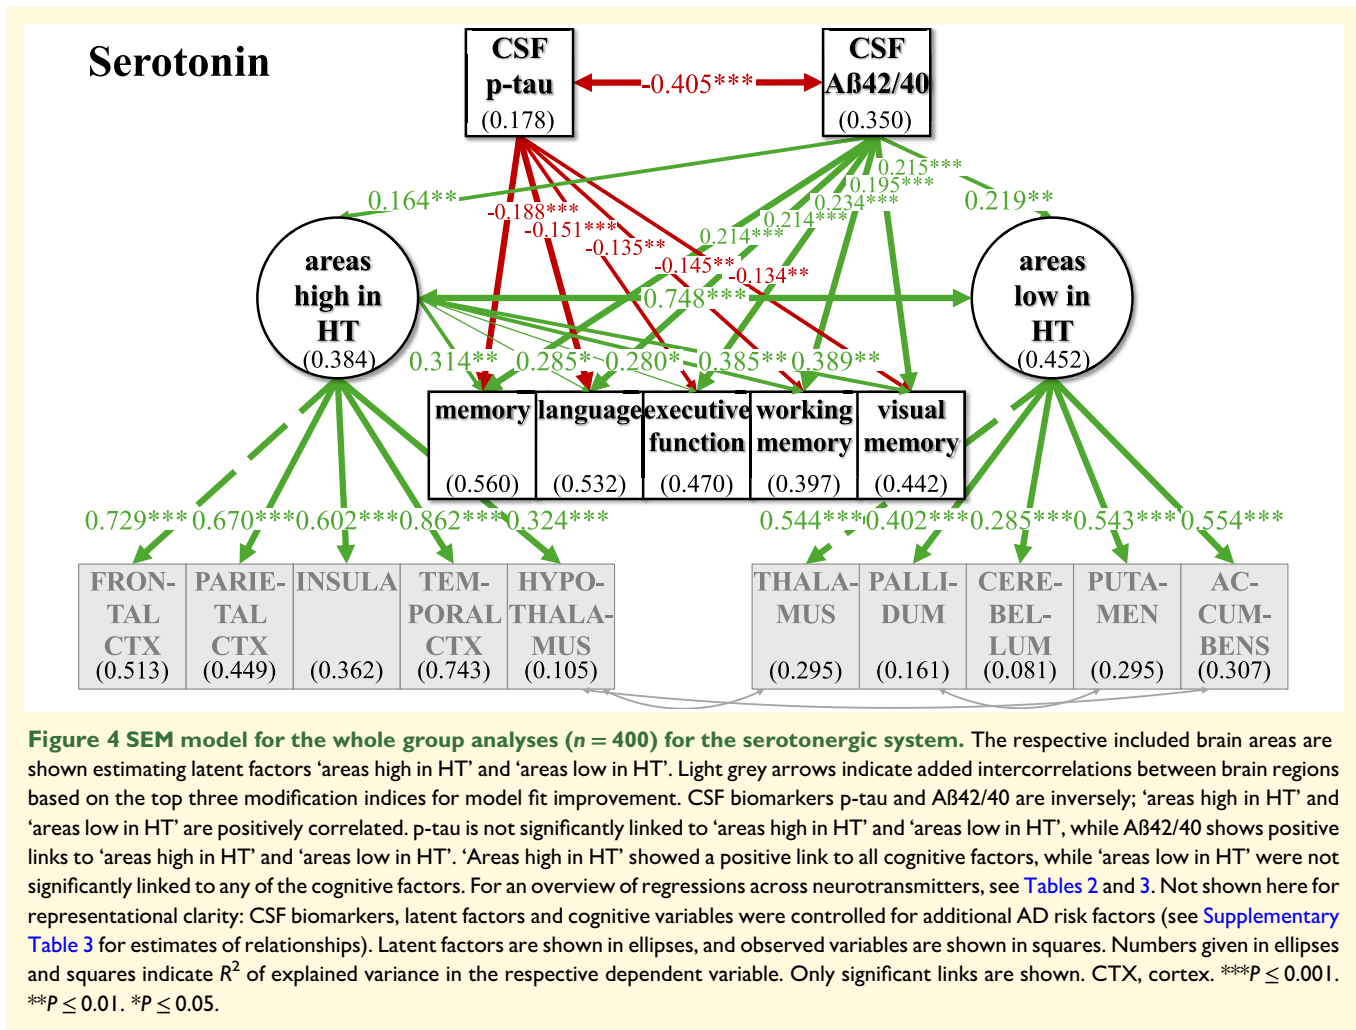 Serotonin
CSF
p-tau
(0.178)
-0.405***
CSF
Aß42/40
(0.350)
0.164**
0.215***
0.195***
0.234***
0.214***
0.214***
0.219**
-0.188***
-0.151***
-0.135**
-0.145**
-0.134**
areas
high in
HT
(0.384)
0.748***
areas
low in
HT
(0.452)
0.314**
0.285*
0.280*
0.385**
0.389**
memory
(0.560)
language
(0.532)
executive
function
(0.470)
working
memory
(0.397)
visual
memory
(0.442)
0.729***
0.670***
0.602***
0.862***
0.324***
0.544***
0.402***
0.285***
0.543***
0.554***
FRON-
TAL
CTX
(0.513)
PARIE-
TAL
CTX
(0.449)
INSULA
(0.362)
TEM-
PORAL
CTX
(0.743)
HYPO-
THALA-
MUS
(0.105)
THALA-
MUS
(0.295)
PALLI-
DUM
(0.161)
CERE-
BEL-
LUM
(0.081)
PUTA-
MEN
(0.295)
AC-
CUM-
BENS
(0.307)
Figure 4 SEM model for the whole group analyses (n = 400) for the serotonergic system. The respective included brain areas are
shown estimating latent factors ‘areas high in HT’ and ‘areas low in HT’. Light grey arrows indicate added intercorrelations between brain regions
based on the top three modification indices for model fit improvement. CSF biomarkers p-tau and Aß42/40 are inversely; ‘areas high in HT’ and
‘areas low in HT’ are positively correlated. p-tau is not significantly linked to ‘areas high in HT’ and ‘areas low in HT’, while Aß42/40 shows positive
links to ‘areas high in HT’ and ‘areas low in HT’. ‘Areas high in HT’ showed a positive link to all cognitive factors, while ‘areas low in HT’ were not
significantly linked to any of the cognitive factors. For an overview of regressions across neurotransmitters, see Tables 2 and 3. Not shown here for
representational clarity: CSF biomarkers, latent factors and cognitive variables were controlled for additional AD risk factors (see Supplementary
Table 3 for estimates of relationships). Latent factors are shown in ellipses, and observed variables are shown in squares. Numbers given in ellipses
and squares indicate R² of explained variance in the respective dependent variable. Only significant links are shown. CTX, cortex. ***P ≤ 0.001.
**P ≤ 0.01. *P ≤ 0.05.